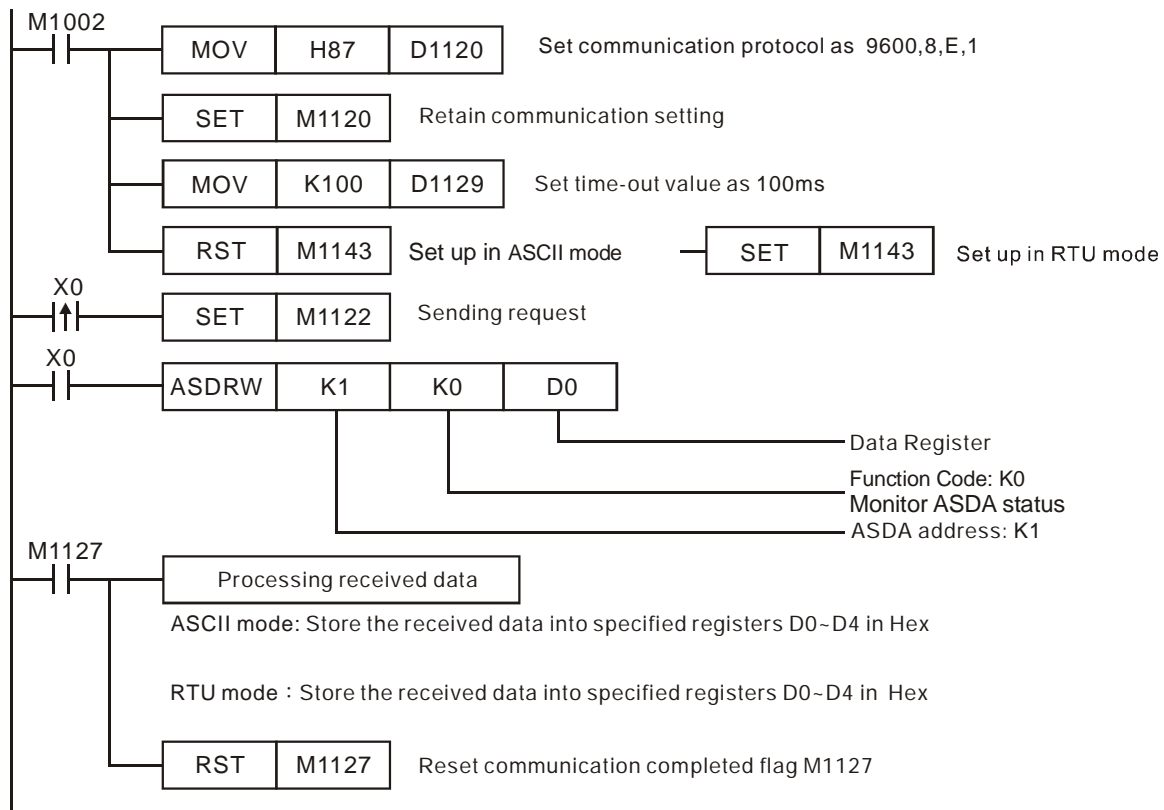 M1002
MOV H87 D1120 Set communication protocol as 9600,8,E,1
SET M1120 Retain communication setting
MOV K100 D1129 Set time-out value as 100ms
RST M1143 Set up in ASCII mode SET M1143 Set up in RTU mode
X0
SET M1122 Sending request
X0
ASDRW K1 K0 D0
Data Register
Function Code: K0
Monitor ASDA status
ASDA address: K1
M1127
Processing received data
ASCII mode: Store the received data into specified registers D0~D4 in Hex
RTU mode：Store the received data into specified registers D0~D4 in Hex
RST M1127 Reset communication completed flag M1127